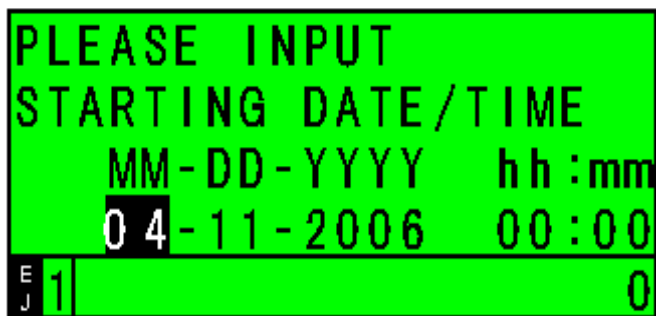 PLEASE INPUT
STARTING DATE/TIME
MM-DD-YYYY hh:mm
04-11-2006 00:00
EJ 1 0